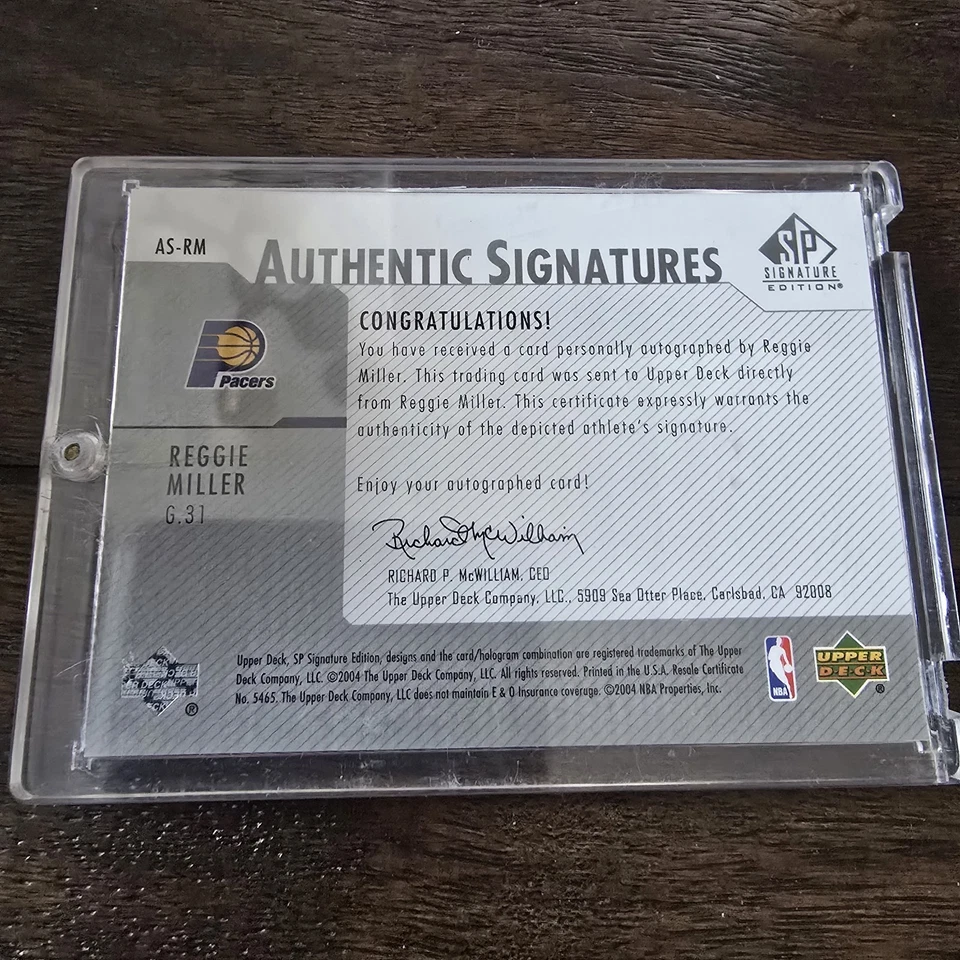 AS-RM
AUTHENTIC SIGNATURES
SP
SIGNATURE
EDITION®
Pacers
REGGIE
MILLER
G.31
CONGRATULATIONS!
You have received a card personally autographed by Reggie
Miller. This trading card was sent to Upper Deck directly
from Reggie Miller. This certificate expressly warrants the
authenticity of the depicted athlete's signature.
Enjoy your autographed card!
Richard McWilliam
RICHARD P. McWILLIAM, CEO
The Upper Deck Company, LLC., 5909 Sea Otter Place, Carlsbad, CA 92008
Upper Deck, SP Signature Edition, designs and the card/hologram combination are registered trademarks of The Upper
Deck Company, LLC. ©2004 The Upper Deck Company, LLC. All rights reserved. Printed in the U.S.A. Resale Certificate
No. 5465. The Upper Deck Company, LLC does not maintain E & O Insurance coverage. ©2004 NBA Properties, Inc.
®
NBA
UPPER
DECK
®